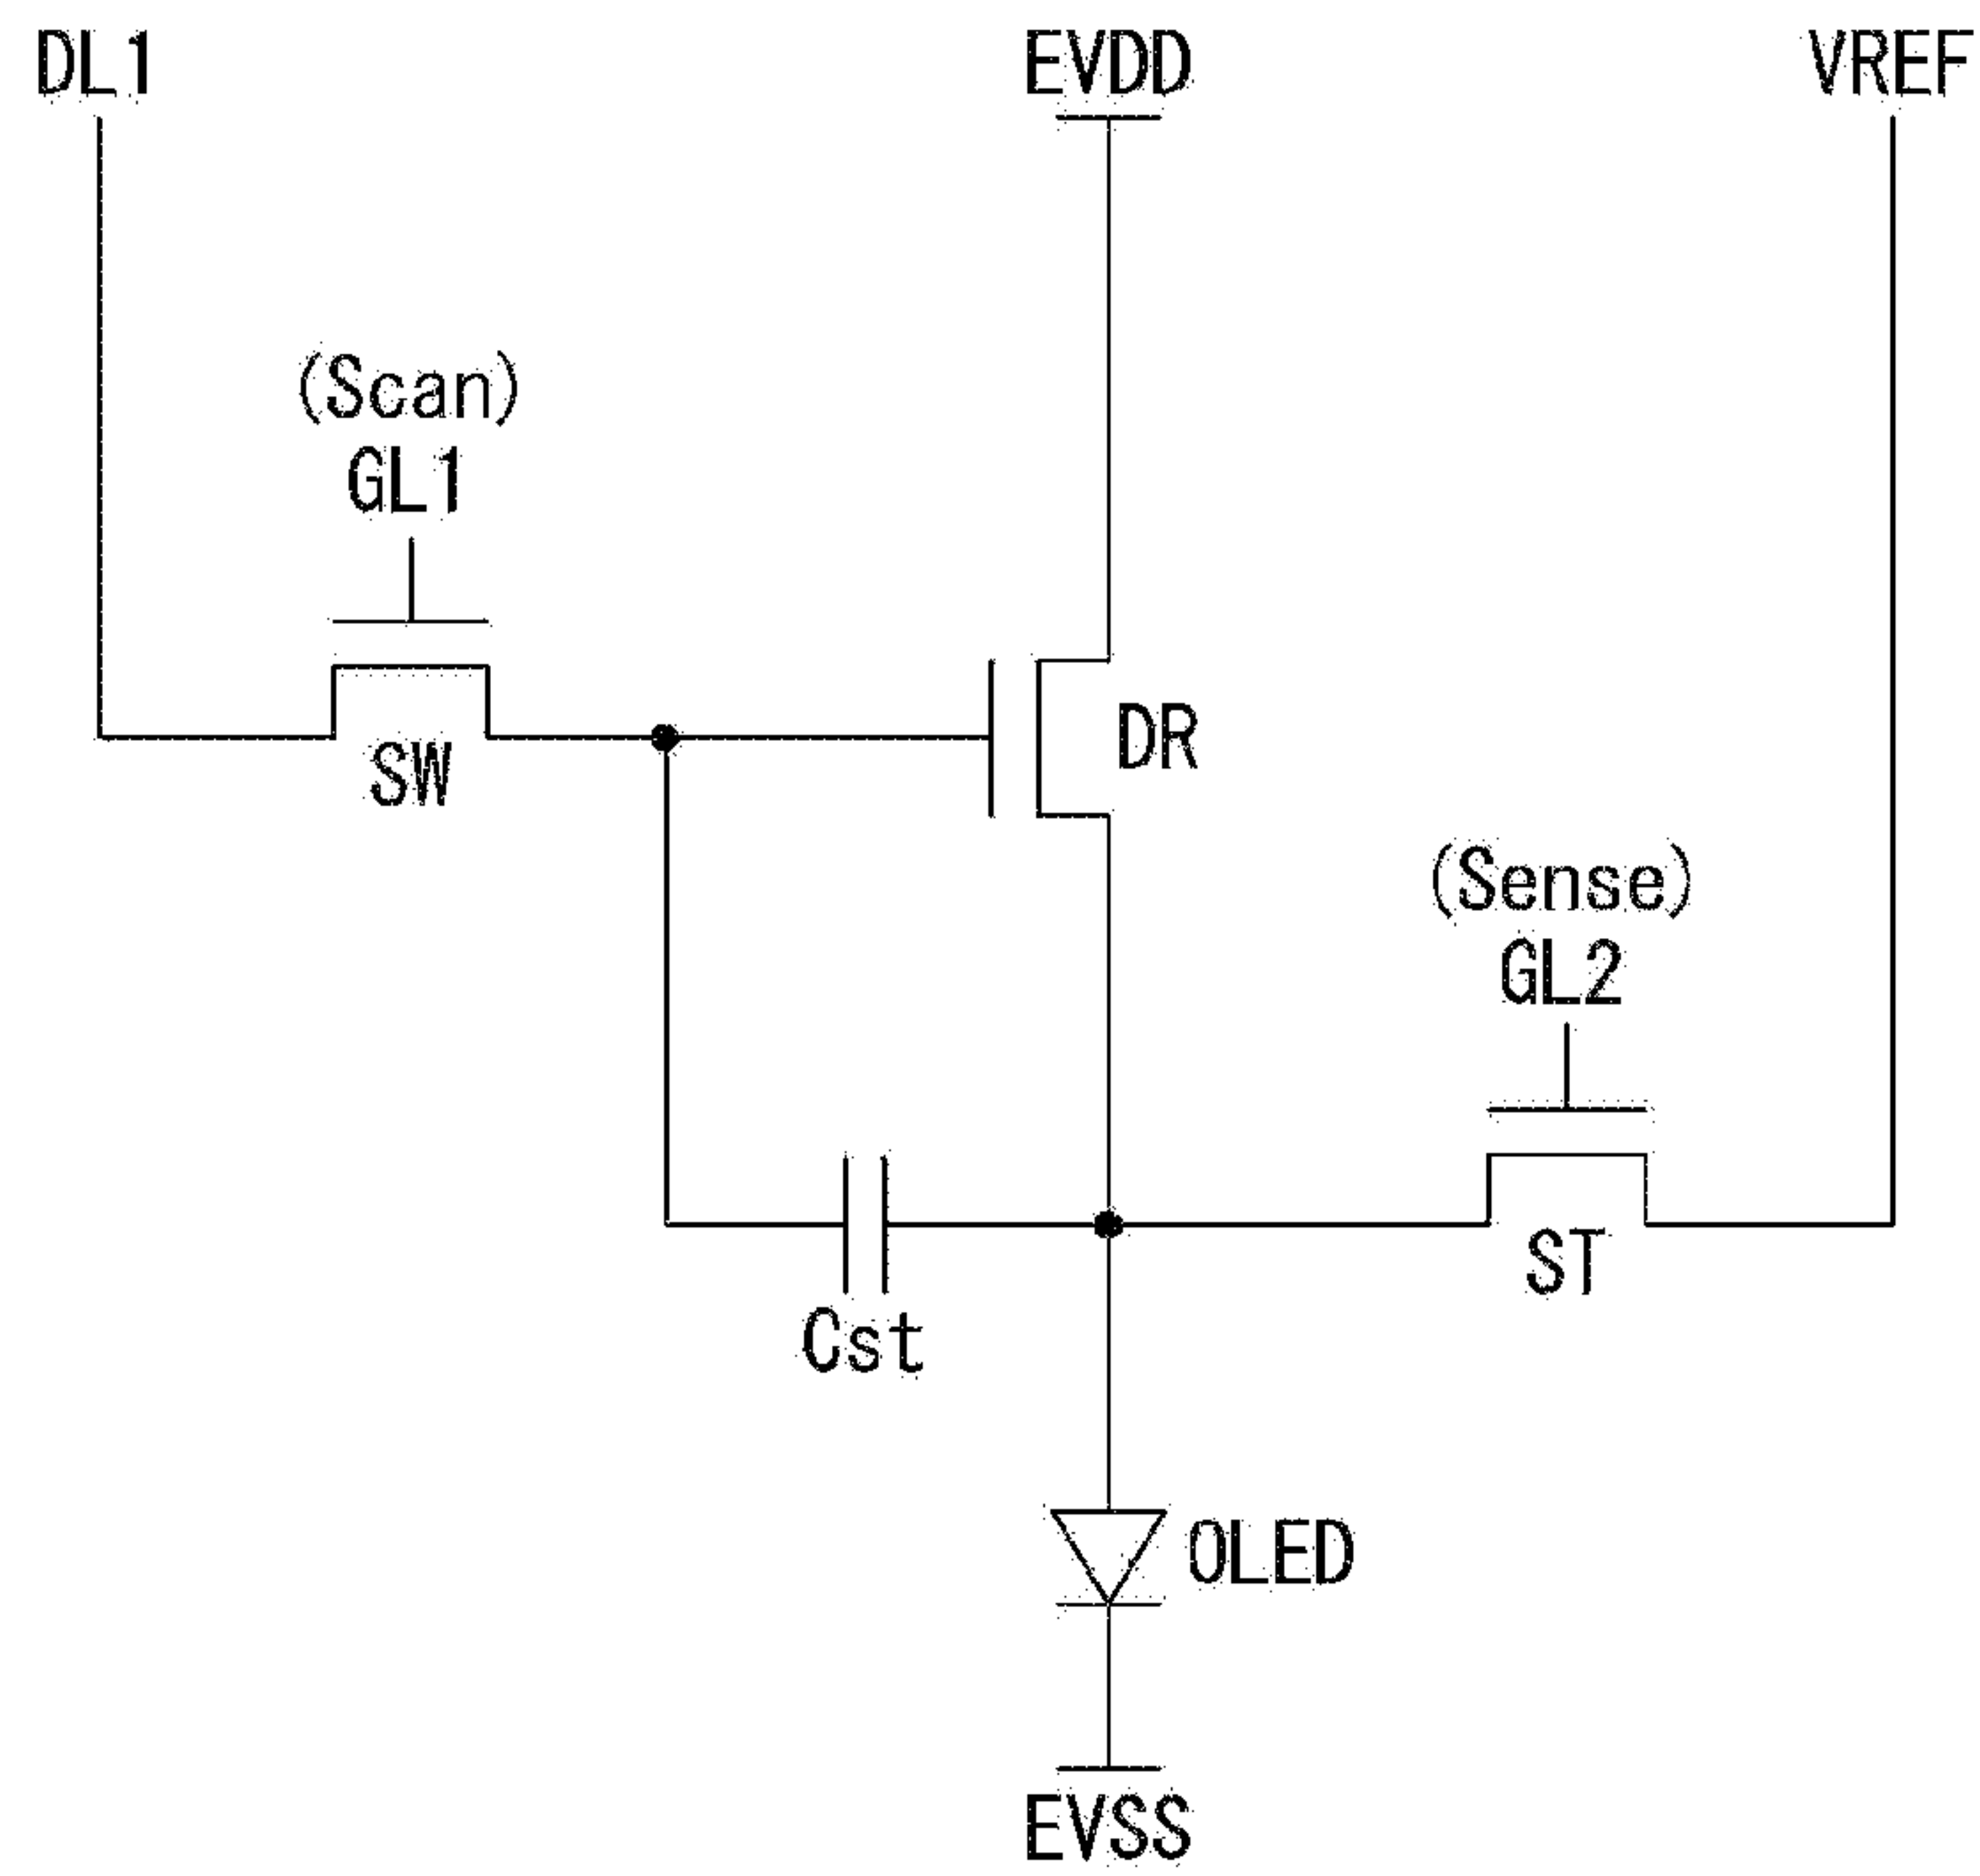 DL1
EVDD
VREF
(Scan)
GL1
SW
DR
(Sense)
GL2
ST
Cst
OLED
EVSS